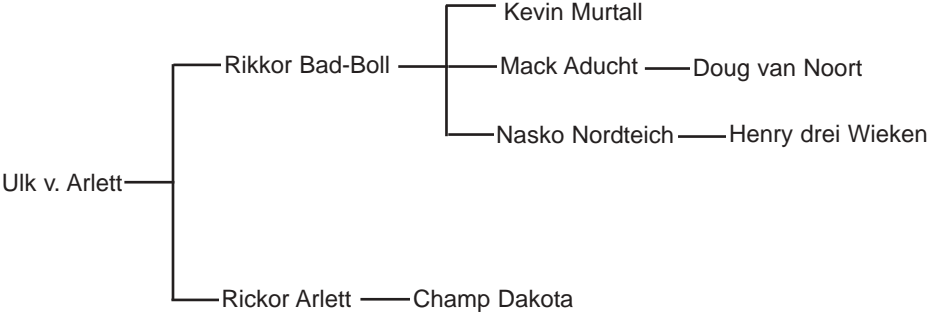 Kevin Murtall
Rikkor Bad-Boll
Mack Aducht
Doug van Noort
Nasko Nordteich
Henry drei Wieken
Ulk v. Arlett
Rickor Arlett
Champ Dakota